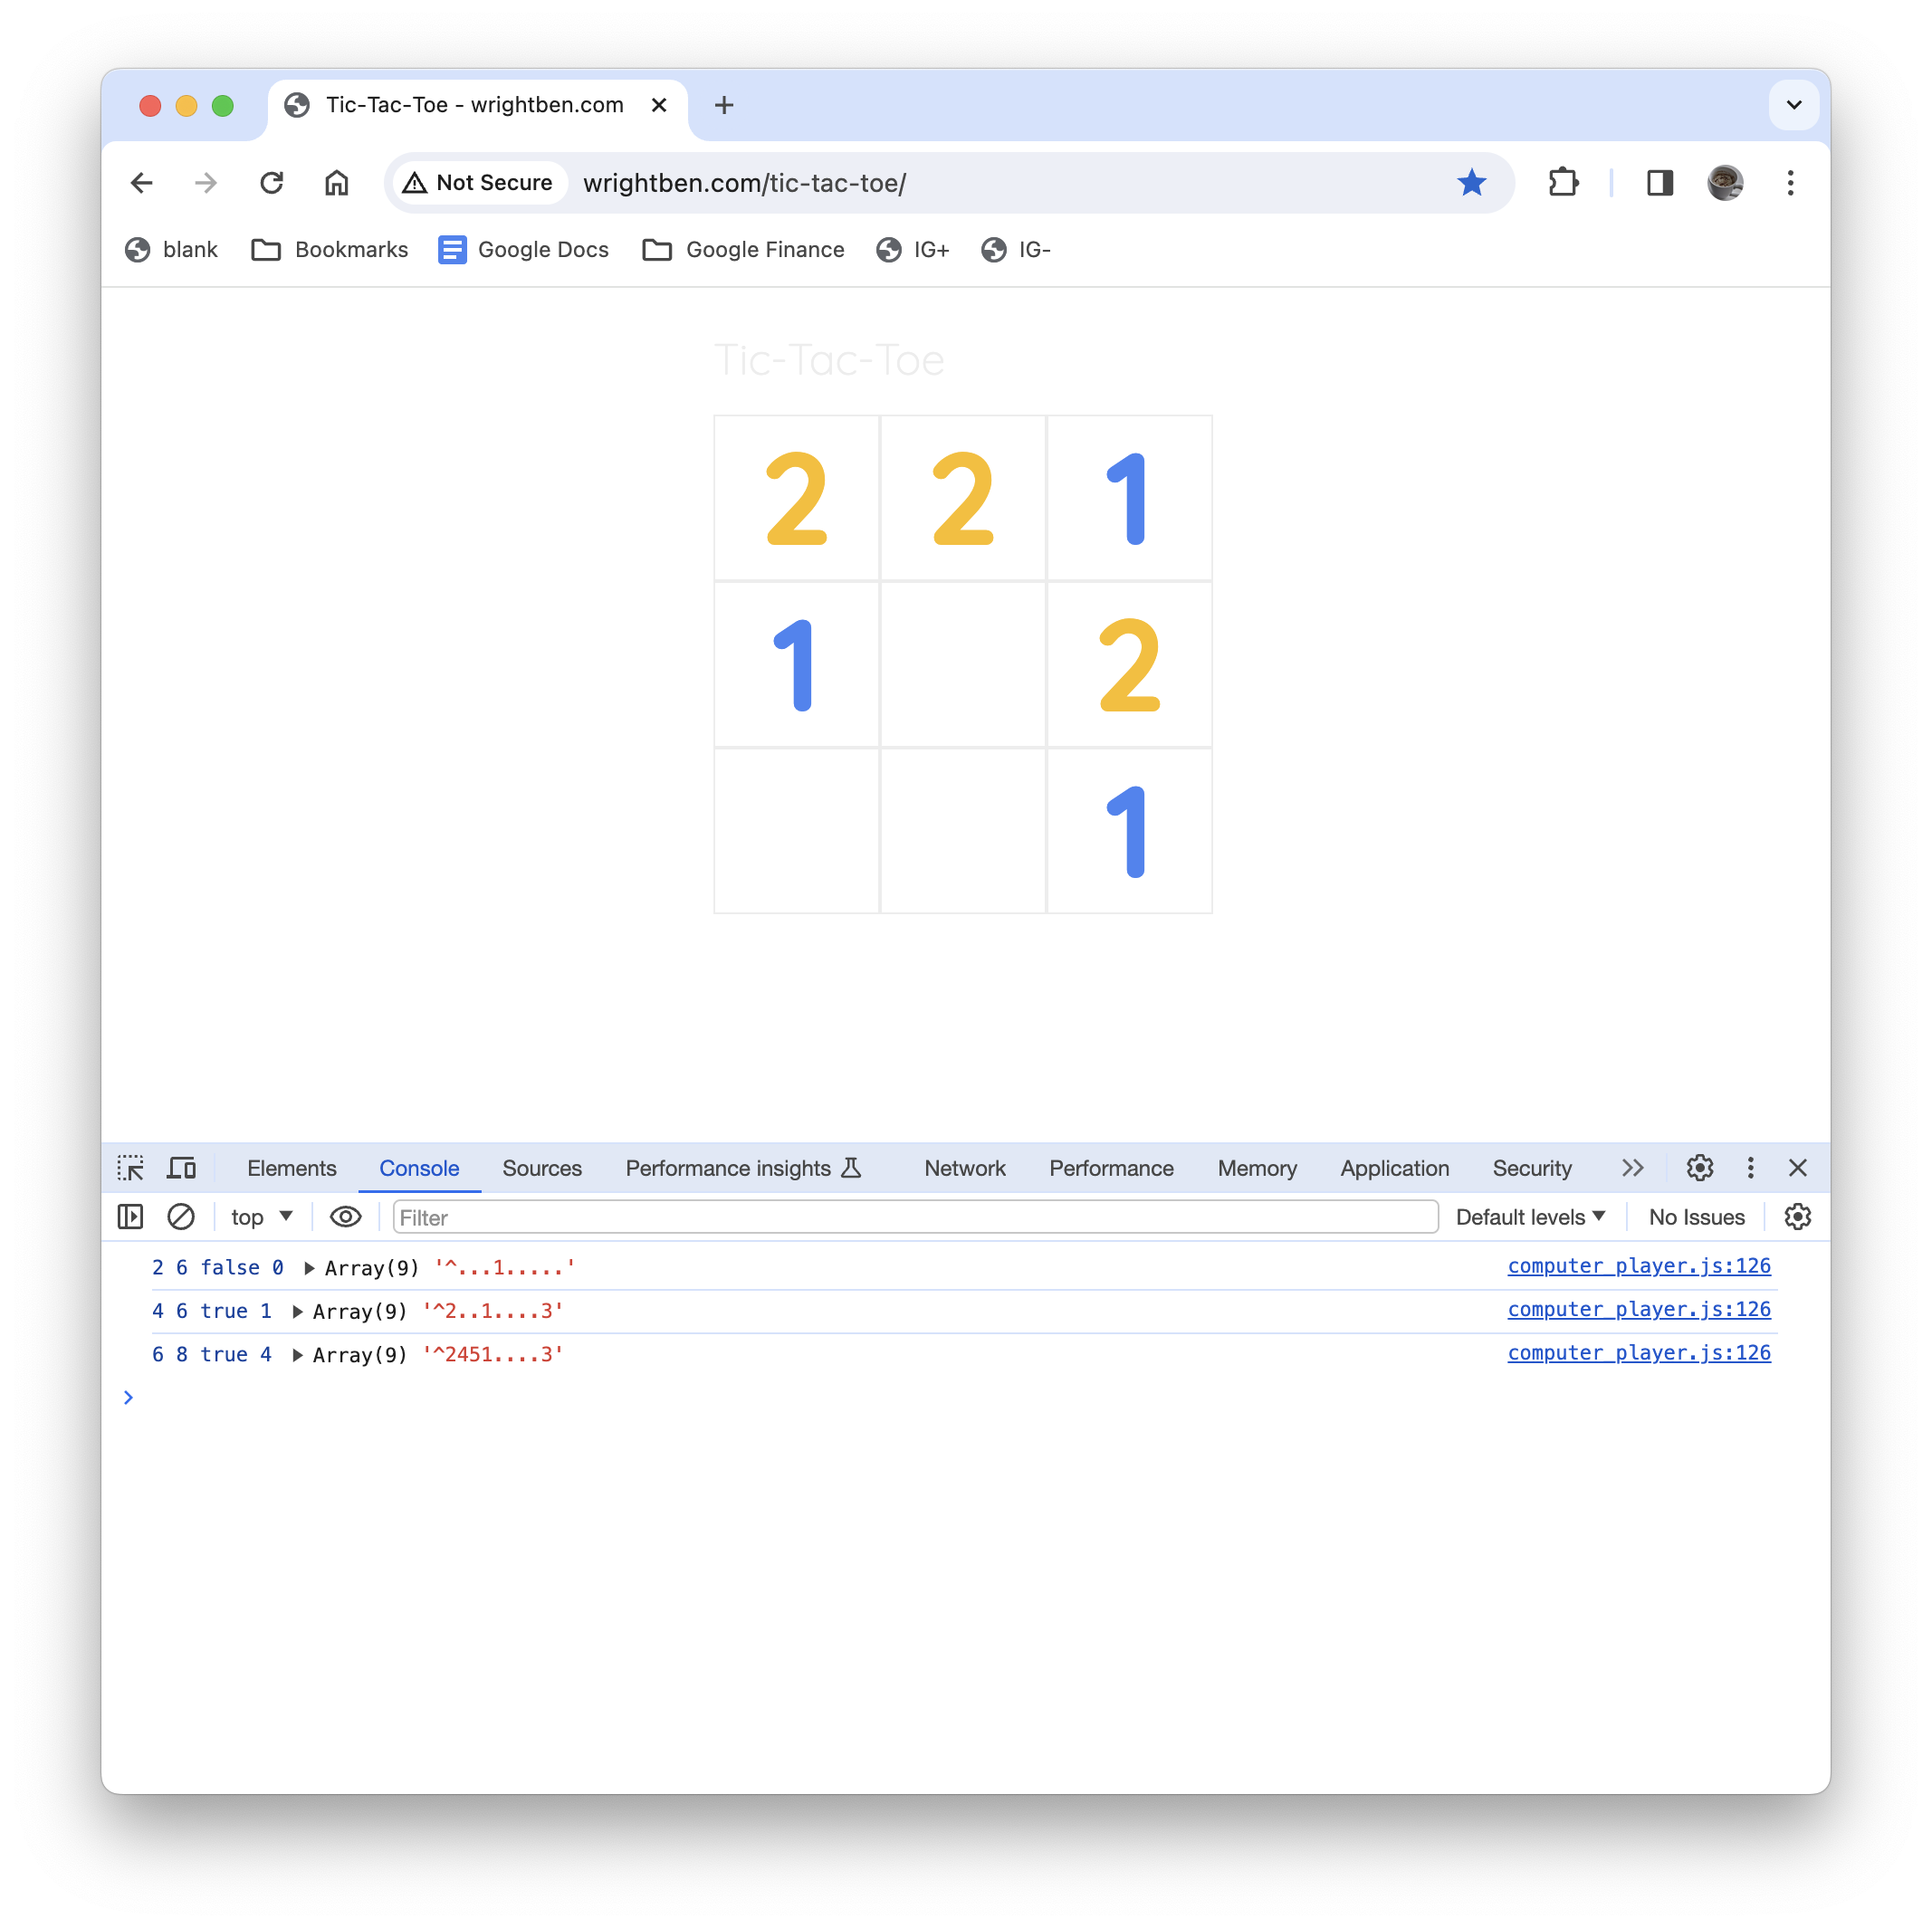 Tic-Tac-Toe - wrightben.com
Not Secure wrightben.com/tic-tac-toe/
blank Bookmarks Google Docs Google Finance IG+ IG-
Tic-Tac-Toe
2 2 1
1 2
1
Elements Console Sources Performance insights Network Performance Memory Application Security
top Filter Default levels No Issues
2 6 false 0 Array(9) '^...1.....' computer_player.js:126
4 6 true 1 Array(9) '^2..1....3' computer_player.js:126
6 8 true 4 Array(9) '^2451....3' computer_player.js:126